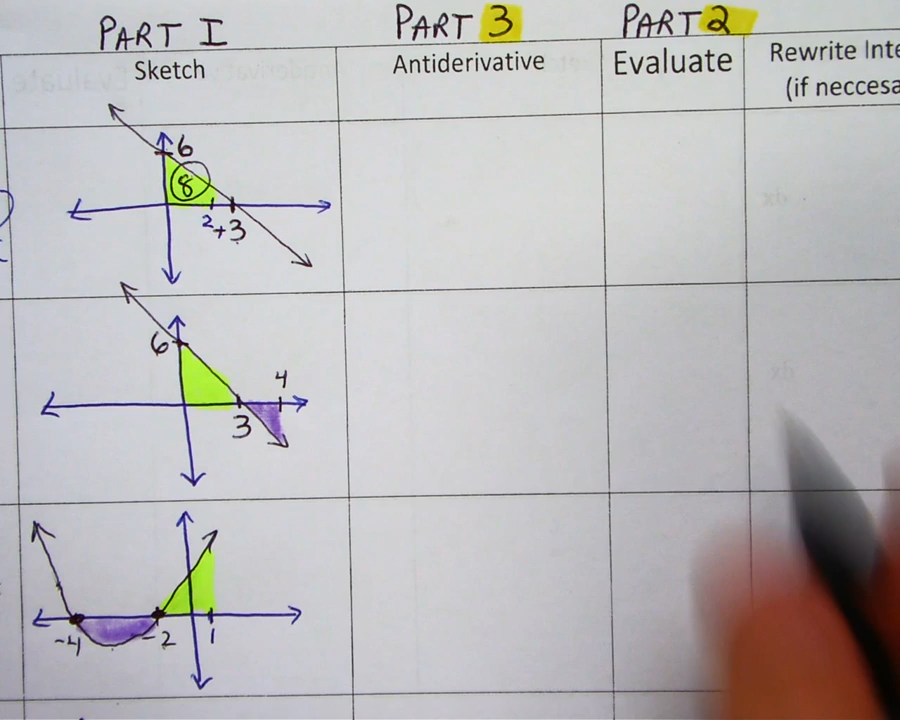 PART I PART 3 PART 2
Sketch Antiderivative Evaluate Rewrite Inte
(if neccesa
6
8
2 +3
6
4
3
-4 -2 1